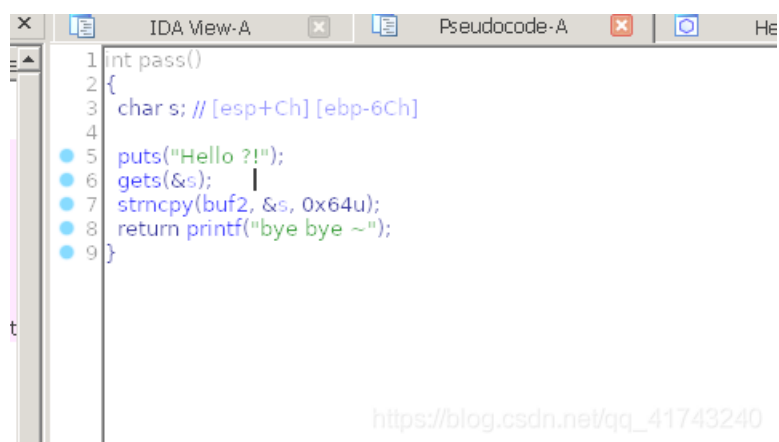 IDA View-A Pseudocode-A He
1 int pass()
2 {
3 char s; // [esp+Ch] [ebp-6Ch]
4
5 puts("Hello ?!");
6 gets(&s);
7 strncpy(buf2, &s, 0x64u);
8 return printf("bye bye ~");
9 }
t
https://blog.csdn.net/qq_41743240